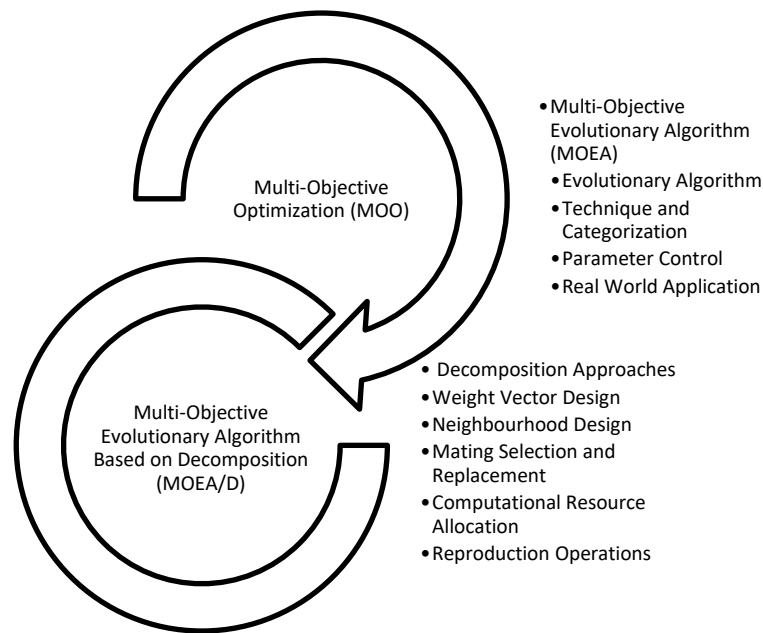 Multi-Objective
Optimization (MOO)
•Multi-Objective
Evolutionary Algorithm
(MOEA)
•Evolutionary Algorithm
•Technique and
Categorization
•Parameter Control
•Real World Application
Multi-Objective
Evolutionary Algorithm
Based on Decomposition
(MOEA/D)
• Decomposition Approaches
•Weight Vector Design
•Neighbourhood Design
•Mating Selection and
Replacement
•Computational Resource
Allocation
•Reproduction Operations